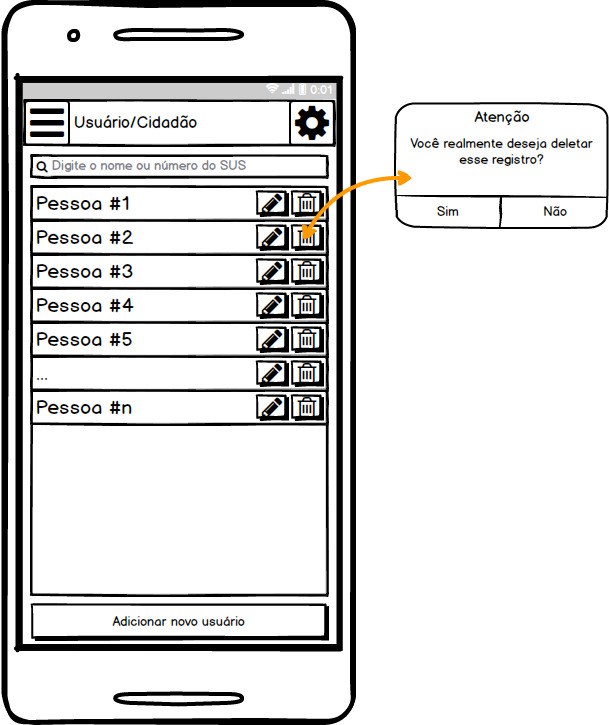 0:01
Usuário/Cidadão
Digite o nome ou número do SUS
Pessoa #1
Pessoa #2
Pessoa #3
Pessoa #4
Pessoa #5
...
Pessoa #n
Adicionar novo usuário
Atenção
Você realmente deseja deletar
esse registro?
Sim
Não